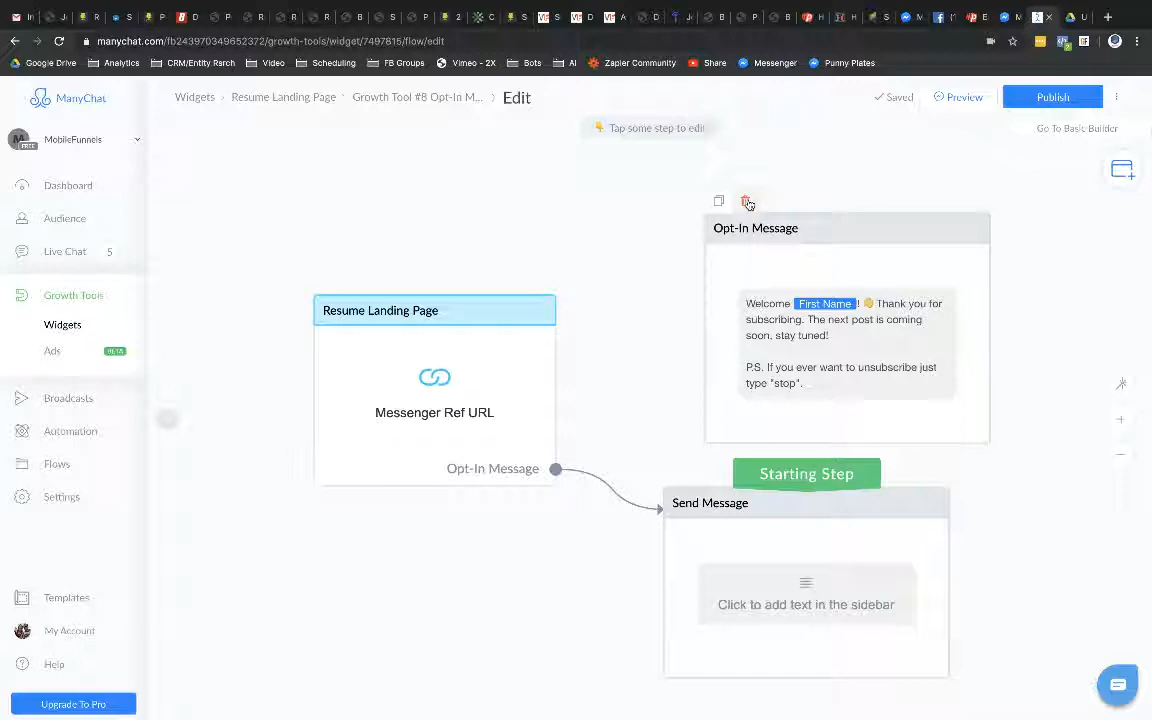 In
S
P
D
P
R
R
R
B
S
P
2
C
S
S
D
A
D
J
B
P
B
H
H
S
M
f
(1
E
M
U
manychat.com/fb243970349652372/growth-tools/widget/7497815/flow/edit
Google Drive
Analytics
CRM/Entity Rsrch
Video
Scheduling
FB Groups
Vimeo - 2X
Bots
AI
Zapier Community
Share
Messenger
Punny Plates
ManyChat
Widgets › Resume Landing Page › Growth Tool #8 Opt-In M... › Edit
Saved
Preview
Publish
MobileFunnels
FREE
Tap some step to edit
Go To Basic Builder
Dashboard
Audience
Live Chat 5
Growth Tools
Widgets
Ads BETA
Broadcasts
Automation
Flows
Settings
Templates
My Account
Help
Upgrade To Pro
Resume Landing Page
Messenger Ref URL
Opt-In Message
Opt-In Message
Welcome First Name ! 👋 Thank you for
subscribing. The next post is coming
soon, stay tuned!
P.S. If you ever want to unsubscribe just
type "stop".
Starting Step
Send Message
Click to add text in the sidebar